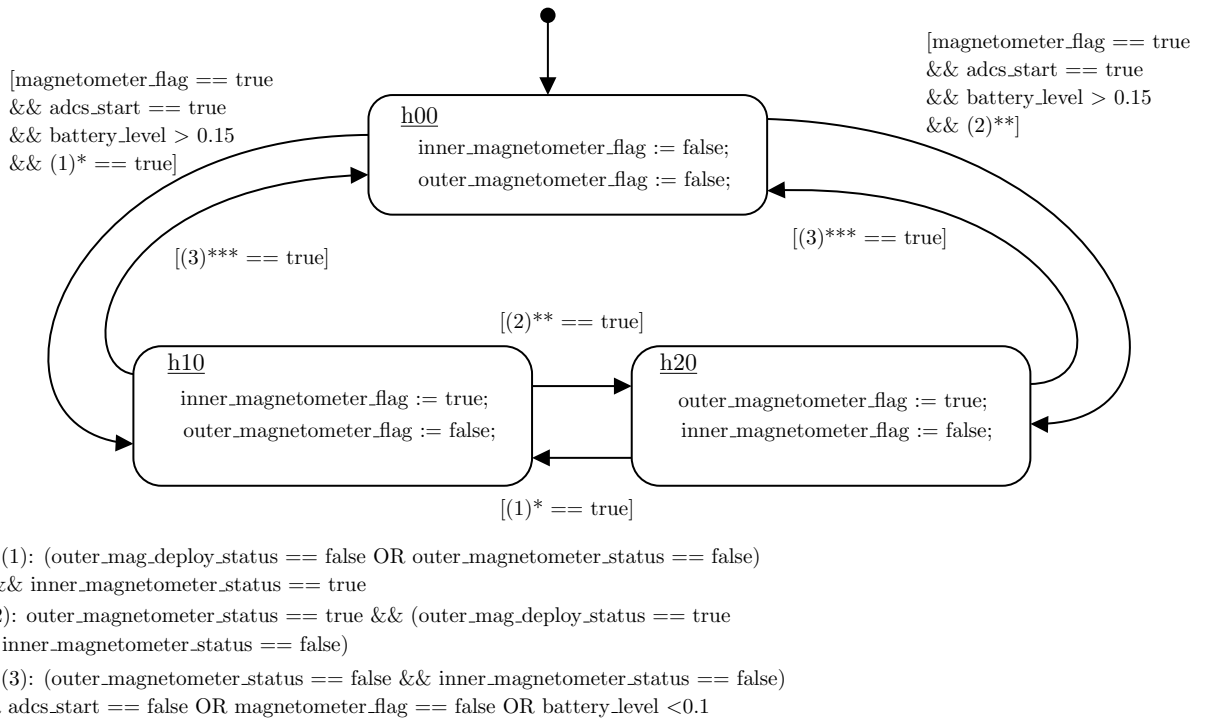 [magnetometer_flag == true
&& adcs_start == true
&& battery_level > 0.15
&& (1)* == true]
[magnetometer_flag == true
&& adcs_start == true
&& battery_level > 0.15
&& (2)**]
h00
inner_magnetometer_flag := false;
outer_magnetometer_flag := false;
[(3)*** == true]
[(3)*** == true]
[(2)** == true]
h10
inner_magnetometer_flag := true;
outer_magnetometer_flag := false;
h20
outer_magnetometer_flag := true;
inner_magnetometer_flag := false;
[(1)* == true]
(1): (outer_mag_deploy_status == false OR outer_magnetometer_status == false)
&& inner_magnetometer_status == true
2): outer_magnetometer_status == true && (outer_mag_deploy_status == true
inner_magnetometer_status == false)
(3): (outer_magnetometer_status == false && inner_magnetometer_status == false)
adcs_start == false OR magnetometer_flag == false OR battery_level <0.1